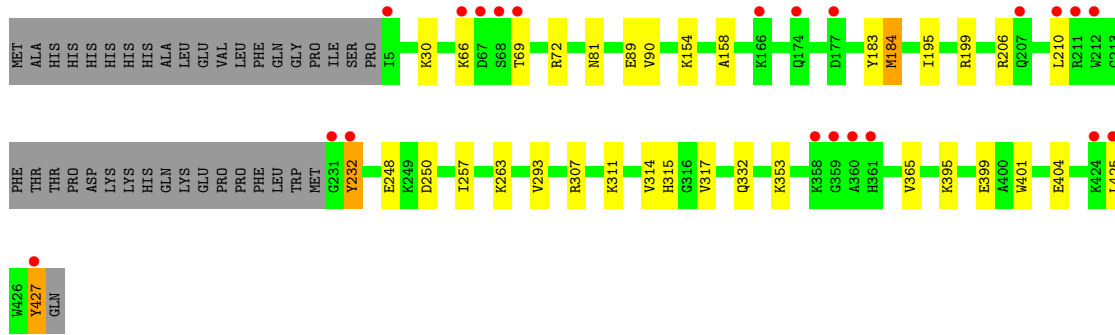 MET ALA HIS HIS HIS HIS HIS HIS ALA LEU GLU VAL LEU PHE GLN GLY PRO ILE SER PRO I5 K30 K66 D67 S68 T69 R72 N81 E89 V90 K154 A158 K166 Q174 D177 Y183 M184 I195 R199 R206 Q207 L210 R211 W212 G213
PHE THR THR PRO ASP LYS LYS HIS GLN LYS GLU PRO PRO PHE LEU TRP MET G231 Y232 E248 K249 D250 I257 K263 V293 R307 K311 V314 H315 G316 V317 Q332 K353 K358 G359 A360 H361 V365 K395 E399 A400 W401 E404 K424 L425
W426 Y427 GLN